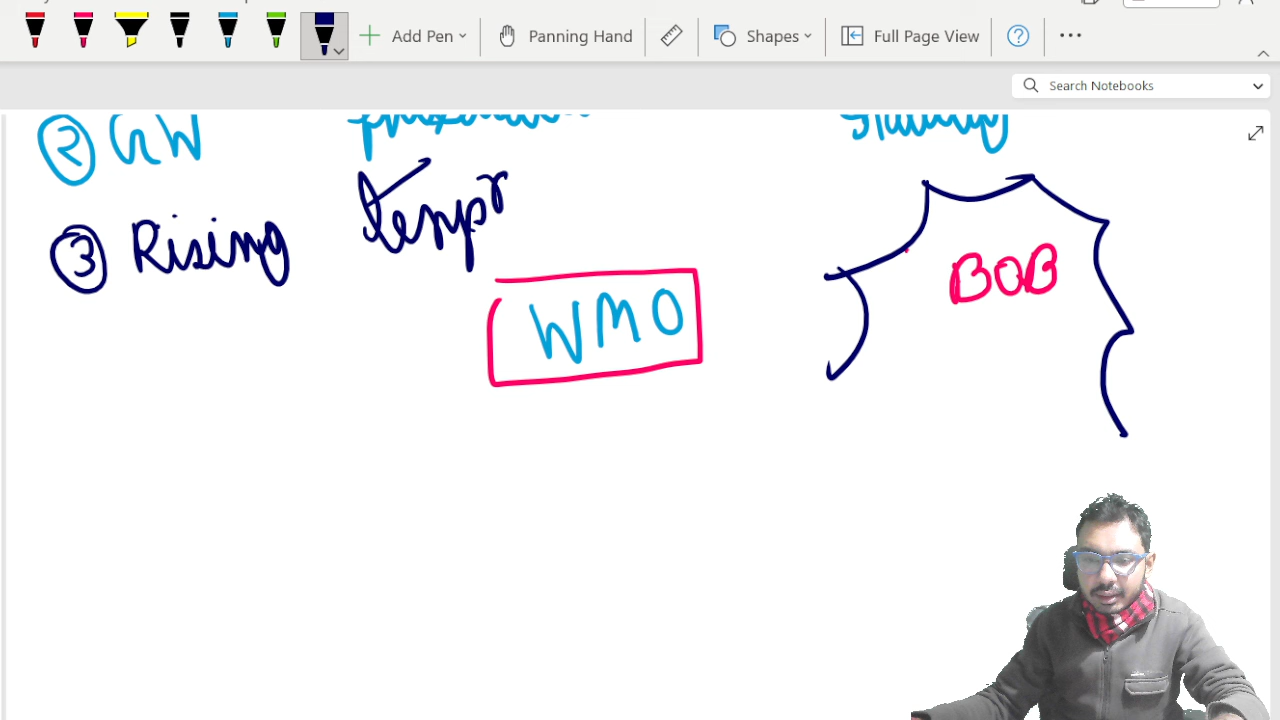 Add Pen
Panning Hand
Shapes
Full Page View
Search Notebooks
② GW
③ Rising tempr
WMO
BOB